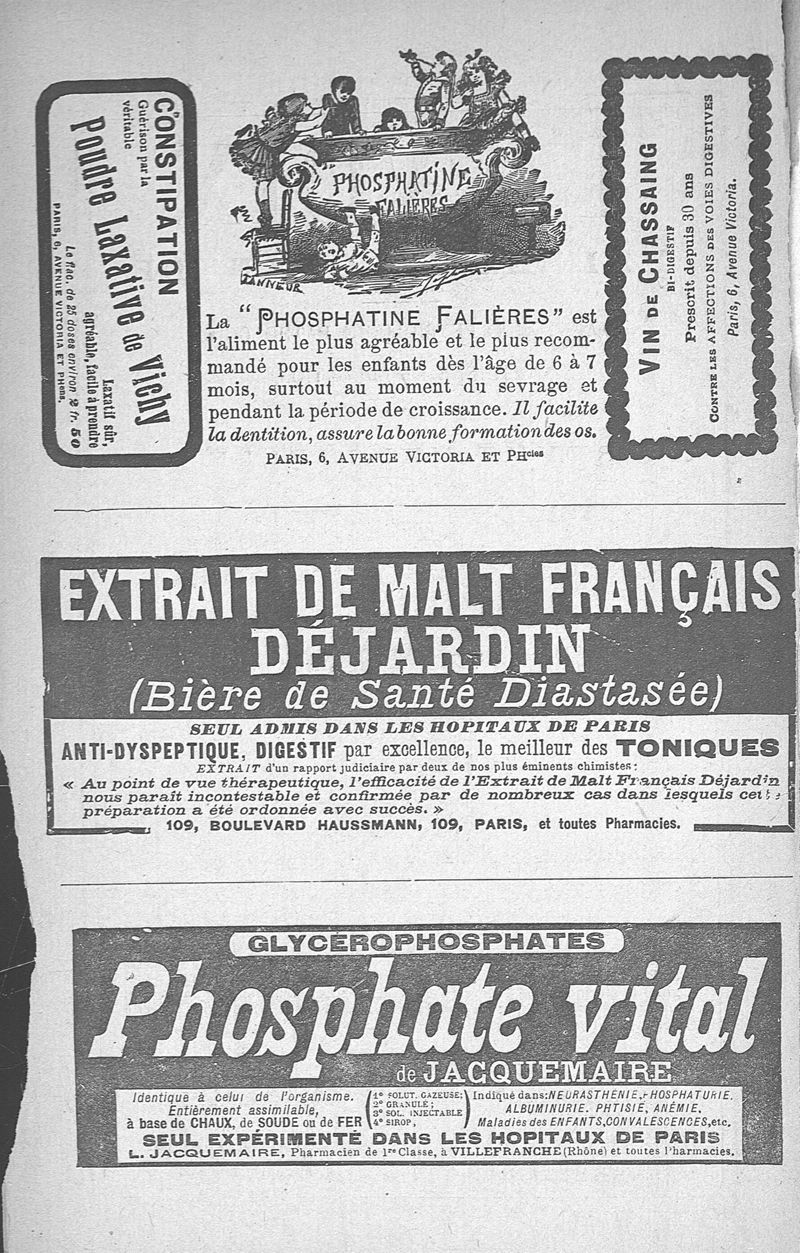 CONSTIPATION
Guérison par la
véritable
Poudre Laxative de Vichy
Laxatif sûr,
agréable, facile à prendre
Le flac. de 25 doses environ 2 fr. 50
PARIS, 6, AVENUE VICTORIA ET PHcies.
PHOSPHATINE
FALIÈRES
La "PHOSPHATINE FALIÈRES" est
l'aliment le plus agréable et le plus recom-
mandé pour les enfants dès l'âge de 6 à 7
mois, surtout au moment du sevrage et
pendant la période de croissance. Il facilite
la dentition, assure la bonne formation des os.
PARIS, 6, AVENUE VICTORIA ET PHcies
VIN DE CHASSAING
BI-DIGESTIF
Prescrit depuis 30 ans
CONTRE LES AFFECTIONS DES VOIES DIGESTIVES
Paris, 6, Avenue Victoria.
EXTRAIT DE MALT FRANÇAIS
DÉJARDIN
(Bière de Santé Diastasée)
SEUL ADMIS DANS LES HOPITAUX DE PARIS
ANTI-DYSPEPTIQUE, DIGESTIF par excellence, le meilleur des TONIQUES
EXTRAIT d'un rapport judiciaire par deux de nos plus éminents chimistes:
« Au point de vue thérapeutique, l'efficacité de l'Extrait de Malt Français Déjardin
nous paraît incontestable et confirmée par de nombreux cas dans lesquels cette
préparation a été ordonnée avec succès. »
109, BOULEVARD HAUSSMANN, 109, PARIS, et toutes Pharmacies.
GLYCÉROPHOSPHATES
Phosphate vital
de JACQUEMAIRE
Identique à celui de l'organisme.
Entièrement assimilable,
à base de CHAUX, de SOUDE ou de FER
1° SOLUT. GAZEUSE;
2° GRANULÉ;
3° SOL. INJECTABLE
4° SIROP,
Indiqué dans: NEURASTHÉNIE, PHOSPHATURIE,
ALBUMINURIE. PHTISIE, ANÉMIE,
Maladies des ENFANTS, CONVALESCENCES, etc.
SEUL EXPÉRIMENTÉ DANS LES HOPITAUX DE PARIS
L. JACQUEMAIRE, Pharmacien de 1re Classe, à VILLEFRANCHE (Rhône) et toutes Pharmacies.